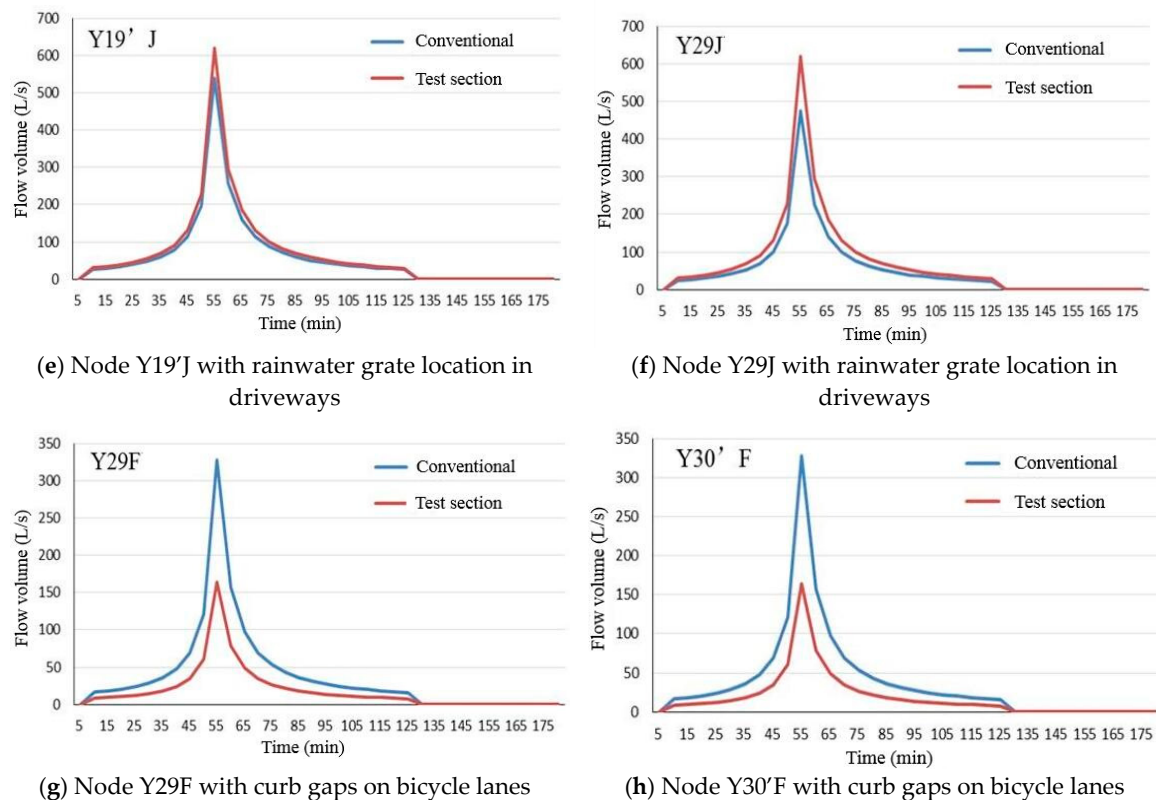 Y19’ J
Conventional
Test section
Flow volume (L/s)
700
600
500
400
300
200
100
0
5 15 25 35 45 55 65 75 85 95 105 115 125 135 145 155 165 175
Time (min)
(e) Node Y19′J with rainwater grate location in
driveways
Y29J
Conventional
Test section
Flow volume (L/s)
700
600
500
400
300
200
100
0
5 15 25 35 45 55 65 75 85 95 105 115 125 135 145 155 165 175
Time (min)
(f) Node Y29J with rainwater grate location in
driveways
Y29F
Conventional
Test section
Flow volume (L/s)
350
300
250
200
150
100
50
0
5 15 25 35 45 55 65 75 85 95 105 115 125 135 145 155 165 175
Time (min)
(g) Node Y29F with curb gaps on bicycle lanes
Y30’ F
Conventional
Test section
Flow volume (L/s)
350
300
250
200
150
100
50
0
5 15 25 35 45 55 65 75 85 95 105 115 125 135 145 155 165 175
Time (min)
(h) Node Y30′F with curb gaps on bicycle lanes